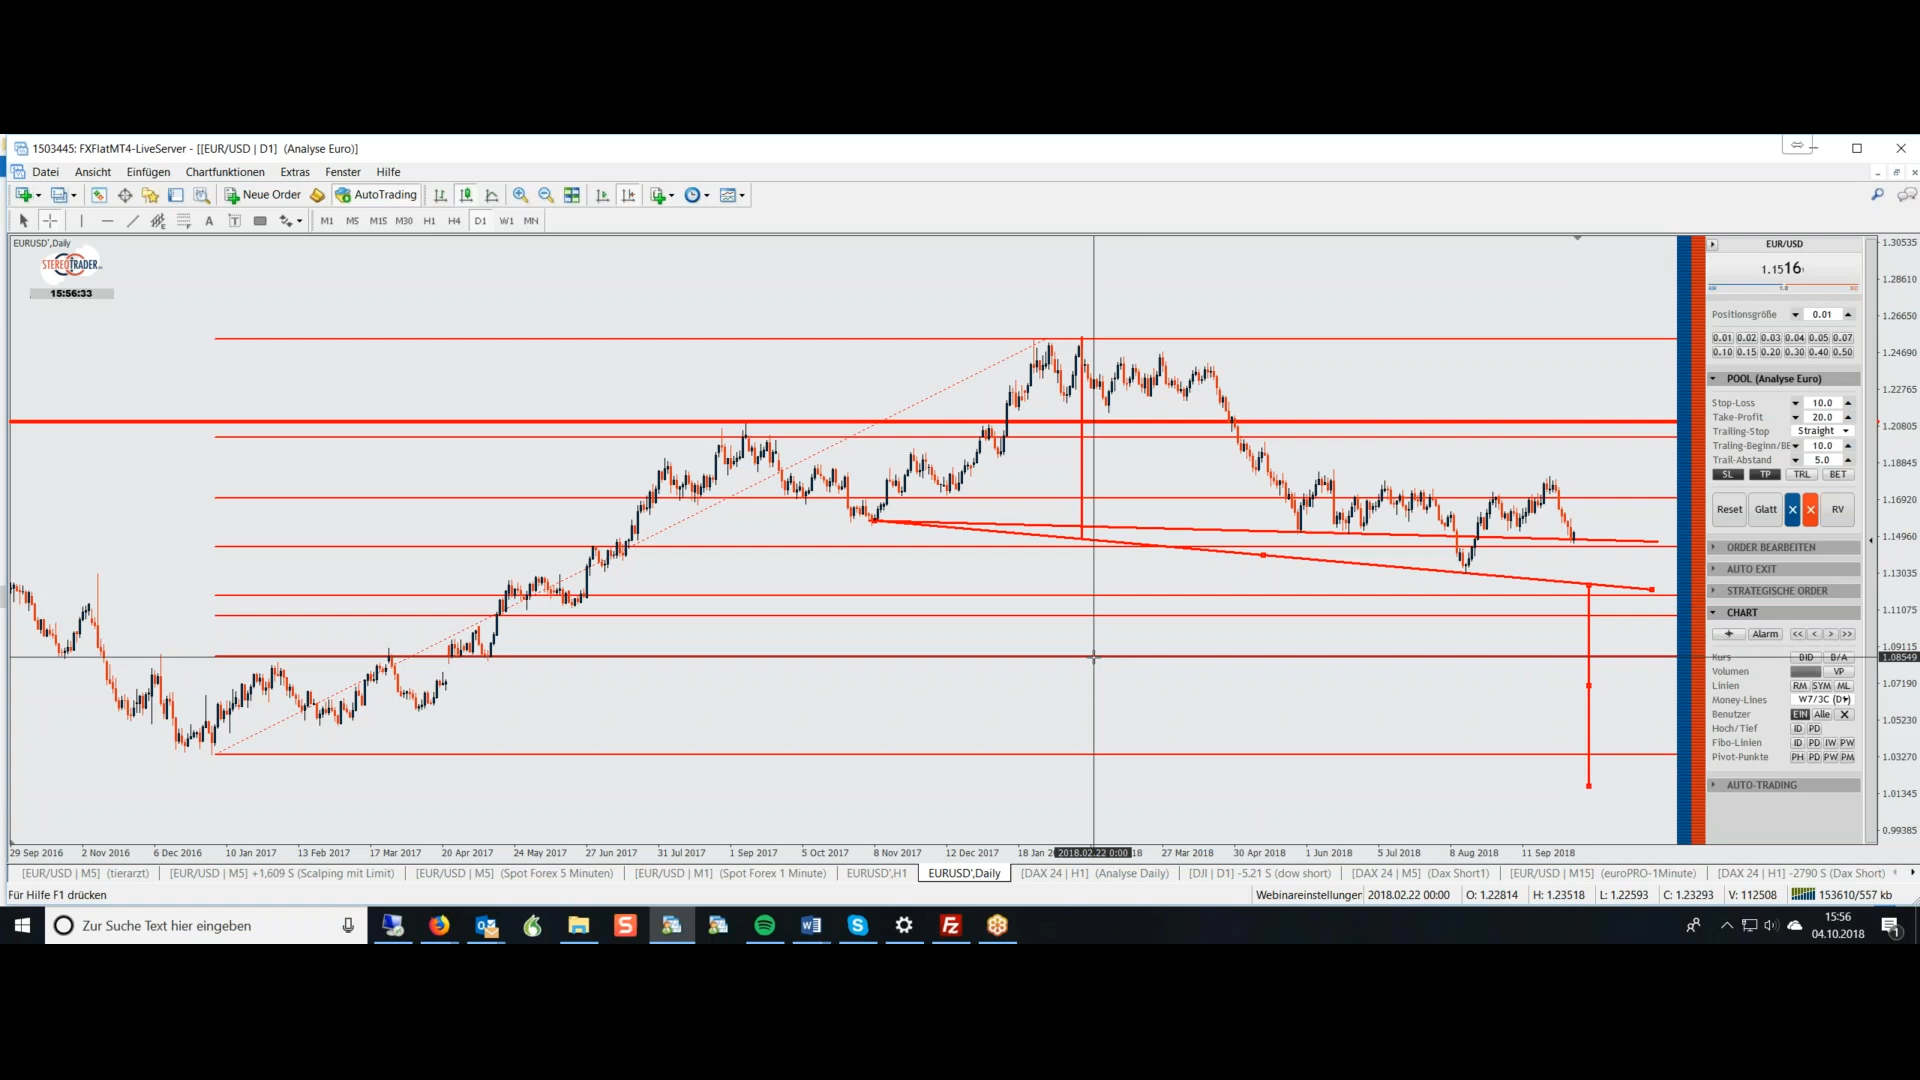 1503445: FXFlatMT4-LiveServer - [[EUR/USD | D1] (Analyse Euro)]
Datei Ansicht Einfügen Chartfunktionen Extras Fenster Hilfe
Neue Order AutoTrading
A T M1 M5 M15 M30 H1 H4 D1 W1 MN
EURUSD',Daily
STEREOTRADER
15:56:33
EUR/USD
1.1516
Positionsgröße 0.01
0.01 0.02 0.03 0.04 0.05 0.07
0.10 0.15 0.20 0.30 0.40 0.50
POOL (Analyse Euro)
Stop-Loss 10.0
Take-Profit 20.0
Trailing-Stop Straight
Traling-Beginn/BE 10.0
Trail-Abstand 5.0
SL TP TRL BET
Reset Glatt X X RV
ORDER BEARBEITEN
AUTO EXIT
STRATEGISCHE ORDER
CHART
Alarm << < > >>
Kurs BID B/A
Volumen VP
Linien RM SYM ML
Money-Lines W7/3C
Benutzer EIN Alle X
Hoch/Tief ID PD
Fibo-Linien ID PD IW PW
Pivot-Punkte PH PD PW PM
AUTO-TRADING
1.30535
1.28610
1.26650
1.24690
1.22765
1.20805
1.18845
1.16920
1.14960
1.13035
1.11075
1.09115
1.08549
1.07190
1.05230
1.03270
1.01345
0.99385
29 Sep 2016 2 Nov 2016 6 Dec 2016 10 Jan 2017 13 Feb 2017 17 Mar 2017 20 Apr 2017 24 May 2017 27 Jun 2017 31 Jul 2017 1 Sep 2017 5 Oct 2017 8 Nov 2017 12 Dec 2017 18 Jan 2018.02.22 0:00 18 27 Mar 2018 30 Apr 2018 1 Jun 2018 5 Jul 2018 8 Aug 2018 11 Sep 2018
[EUR/USD | M5] (tierarzt) [EUR/USD | M5] +1,609 S (Scalping mit Limit) [EUR/USD | M5] (Spot Forex 5 Minuten) [EUR/USD | M1] (Spot Forex 1 Minute) EURUSD',H1 EURUSD',Daily [DAX 24 | H1] (Analyse Daily) [DJI | D1] -5.21 S (dow short) [DAX 24 | M5] (Dax Short1) [EUR/USD | M15] (euroPRO-1Minute) [DAX 24 | H1] -2790 S (Dax Short)
Für Hilfe F1 drücken Webinareinstellunger 2018.02.22 00:00 O: 1.22814 H: 1.23518 L: 1.22593 C: 1.23293 V: 112508 153610/557 kb
Zur Suche Text hier eingeben
15:56
04.10.2018
1